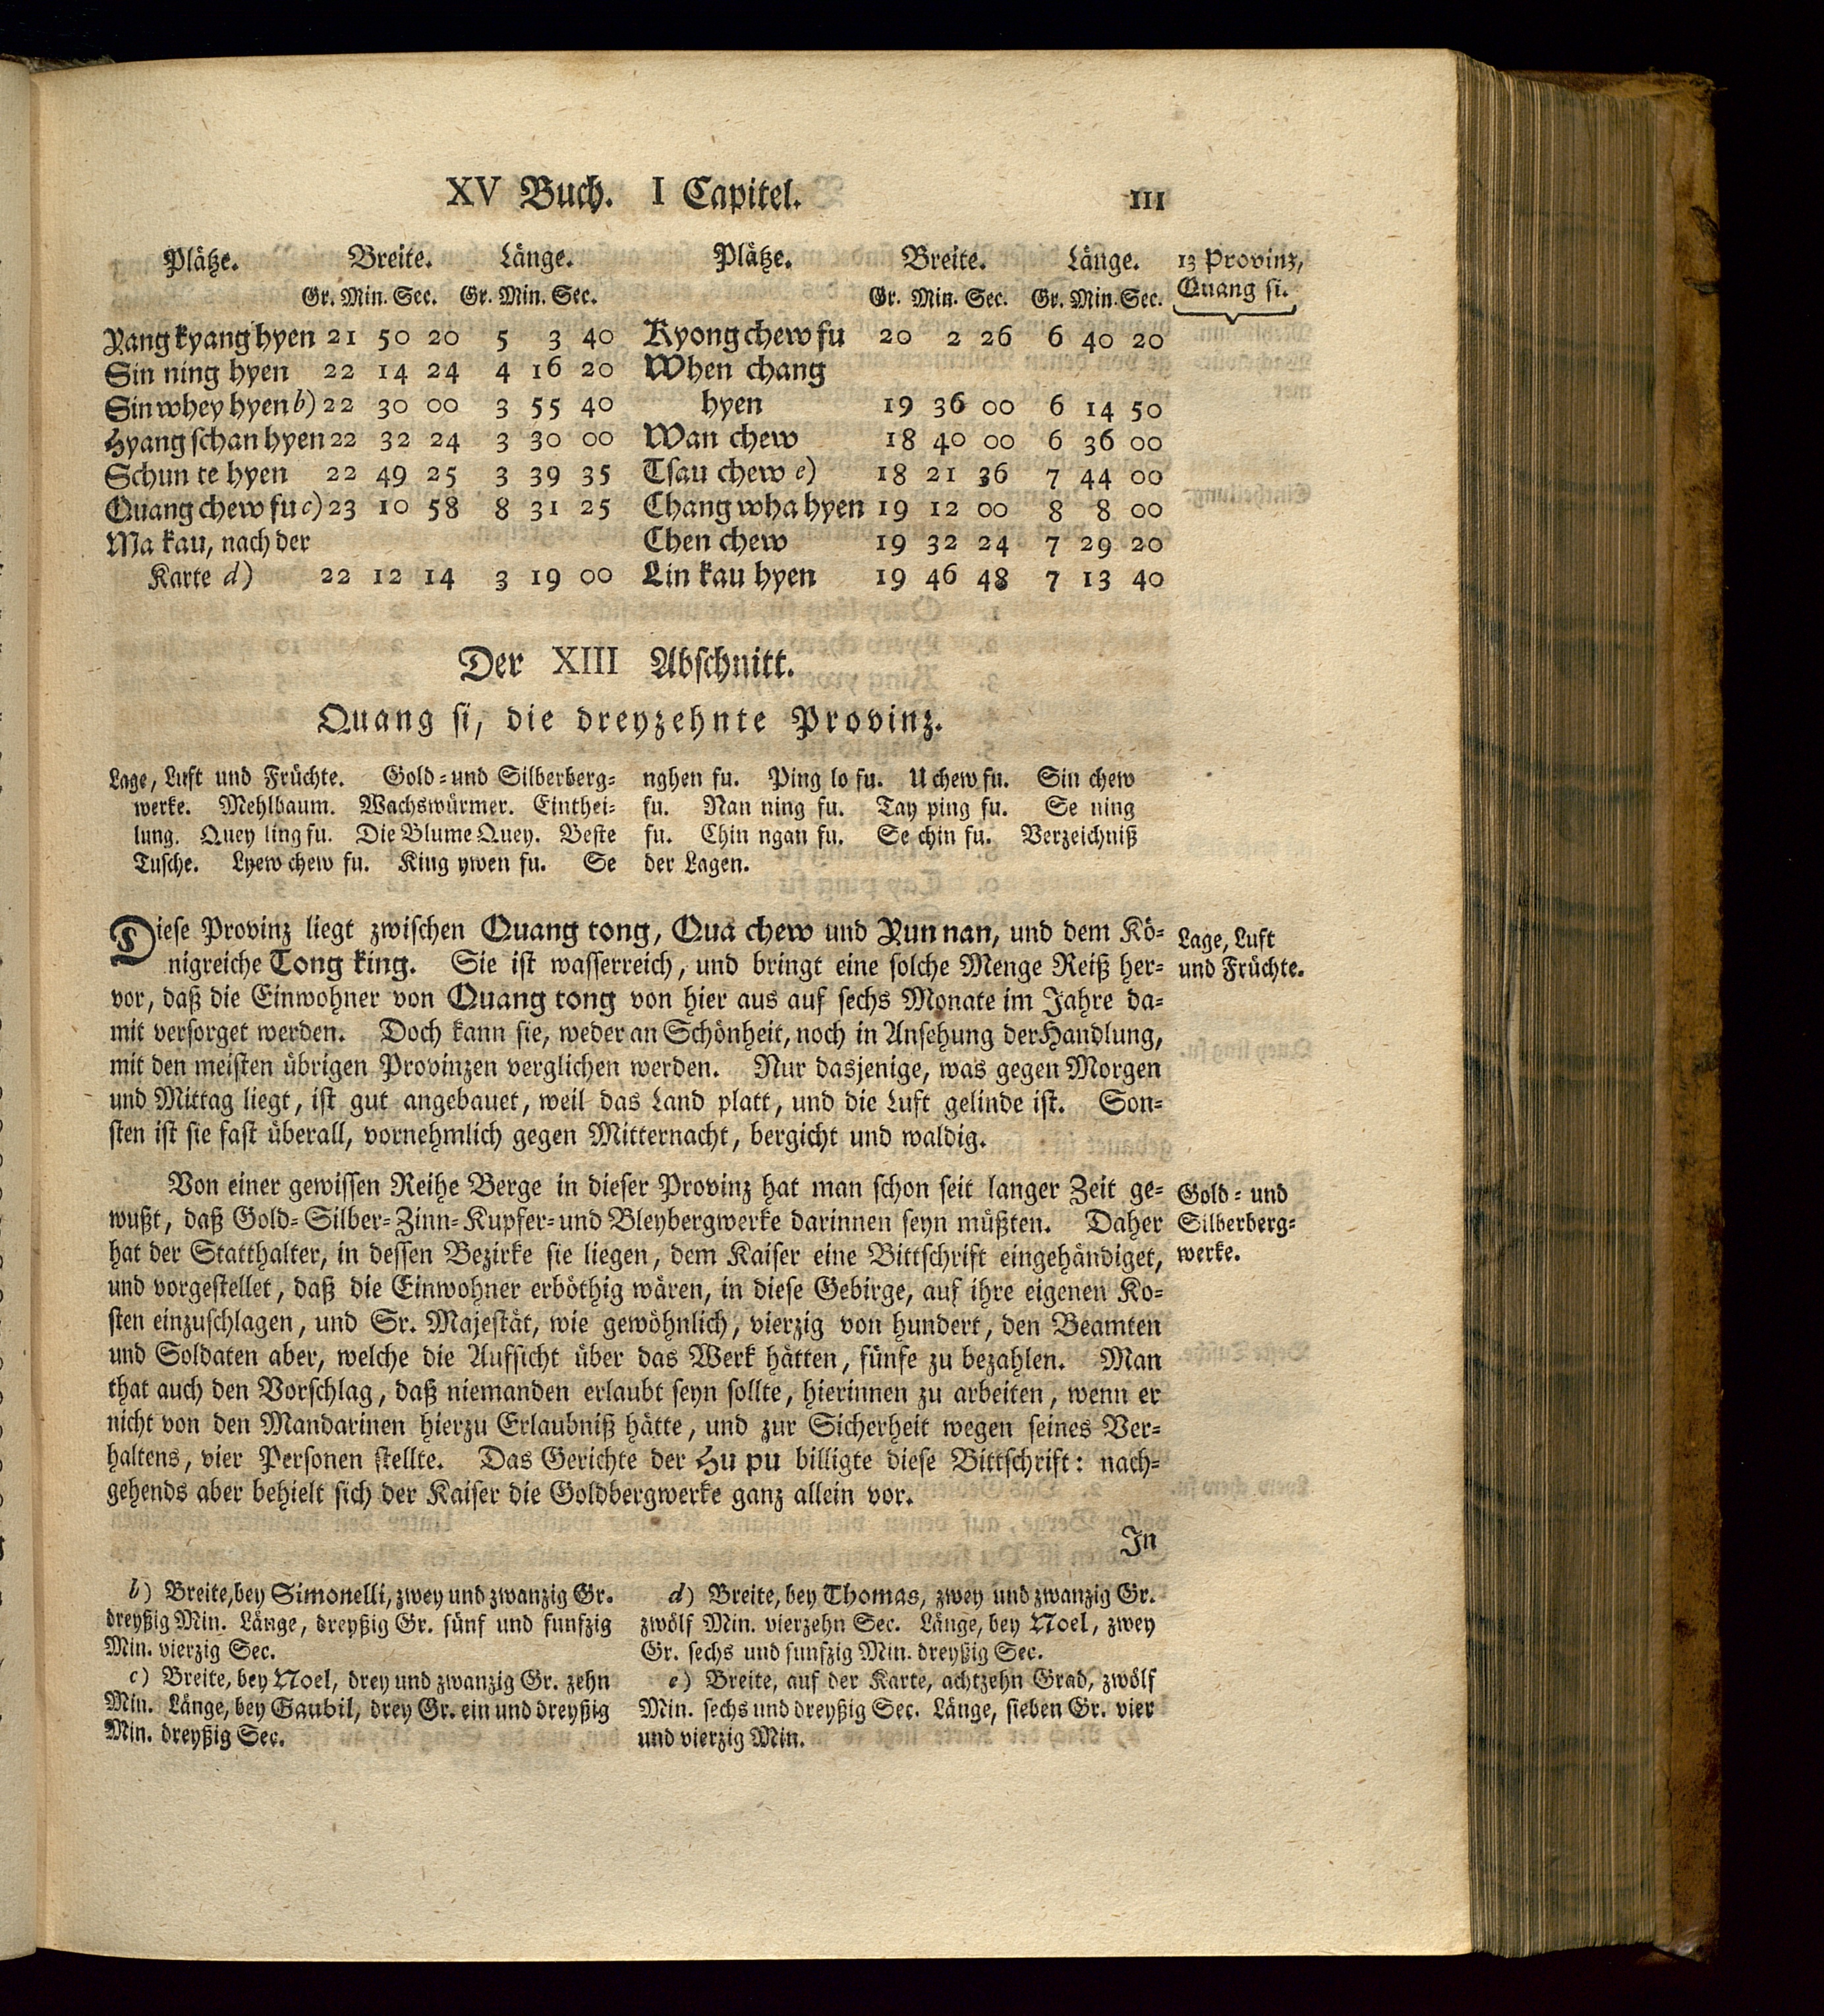 XV Buch. I Capitel. 111
Plätze. Breite. Länge. Plätze. Breite. Länge. 13 Provinz,
Gr. Min. Sec. Gr. Min. Sec. Gr. Min. Sec. Gr. Min. Sec. Quang si.
Yang kyang hyen 21 50 20 5 3 40 Kyong chew fu 20 2 26 6 40 20
Sin ning hyen 22 14 24 4 16 20 When chang
Sin whey hyen b) 22 30 00 3 55 40 hyen 19 36 00 6 14 50
Hyang schan hyen 22 32 24 3 30 00 Wan chew 18 40 00 6 36 00
Schun te hyen 22 49 25 3 39 35 Tsau chew e) 18 21 36 7 44 00
Quang chew fu c) 23 10 58 8 31 25 Chang wha hyen 19 12 00 8 8 00
Ma kau, nach der Chen chew 19 32 24 7 29 20
Karte d) 22 12 14 3 19 00 Lin kau hyen 19 46 48 7 13 40
Der XIII Abschnitt.
Quang si, die dreyzehnte Provinz.
Lage, Luft und Früchte. Gold- und Silberberg-
werke. Mehlbaum. Wachswürmer. Einthei-
lung. Quey ling fu. Die Blume Quey. Beste
Tusche. Lyew chew fu. King ywen fu. Se
nghen fu. Ping lo fu. U chew fu. Sin chew
fu. Nan ning fu. Tay ping fu. Se ning
fu. Chin ngan fu. Se chin fu. Verzeichniß
der Lagen.
Diese Provinz liegt zwischen Quang tong, Qua chew und Yun nan, und dem Kö-
nigreiche Tong king. Sie ist wasserreich, und bringt eine solche Menge Reiß her-
vor, daß die Einwohner von Quang tong von hier aus auf sechs Monate im Jahre da-
mit versorget werden. Doch kann sie, weder an Schönheit, noch in Ansehung der Handlung,
mit den meisten übrigen Provinzen verglichen werden. Nur dasjenige, was gegen Morgen
und Mittag liegt, ist gut angebauet, weil das Land platt, und die Luft gelinde ist. Son-
sten ist sie fast überall, vornehmlich gegen Mitternacht, bergicht und waldig.
Lage, Luft
und Früchte.
Von einer gewissen Reihe Berge in dieser Provinz hat man schon seit langer Zeit ge-
wußt, daß Gold- Silber- Zinn- Kupfer- und Bleybergwerke darinnen seyn müßten. Daher
hat der Statthalter, in dessen Bezirke sie liegen, dem Kaiser eine Bittschrift eingehändiget,
und vorgestellet, daß die Einwohner erböthig wären, in diese Gebirge, auf ihre eigenen Ko-
sten einzuschlagen, und Sr. Majestät, wie gewöhnlich, vierzig von hundert, den Beamten
und Soldaten aber, welche die Aufsicht über das Werk hätten, fünfe zu bezahlen. Man
that auch den Vorschlag, daß niemanden erlaubt seyn sollte, hierinnen zu arbeiten, wenn er
nicht von den Mandarinen hierzu Erlaubniß hätte, und zur Sicherheit wegen seines Ver-
haltens, vier Personen stellte. Das Gerichte der Hu pu billigte diese Bittschrift: nach-
gehends aber behielt sich der Kaiser die Goldbergwerke ganz allein vor.
Gold- und
Silberberg-
werke.
In
b) Breite, bey Simonelli, zwey und zwanzig Gr.
dreyßig Min. Länge, dreyßig Gr. fünf und funfzig
Min. vierzig Sec.
c) Breite, bey Noel, drey und zwanzig Gr. zehn
Min. Länge, bey Gaubil, drey Gr. ein und dreyßig
Min. dreyßig Sec.
d) Breite, bey Thomas, zwey und zwanzig Gr.
zwölf Min. vierzehn Sec. Länge, bey Noel, zwey
Gr. sechs und funfzig Min. dreyßig Sec.
e) Breite, auf der Karte, achtzehn Grad, zwölf
Min. sechs und dreyßig Sec. Länge, sieben Gr. vier
und vierzig Min.